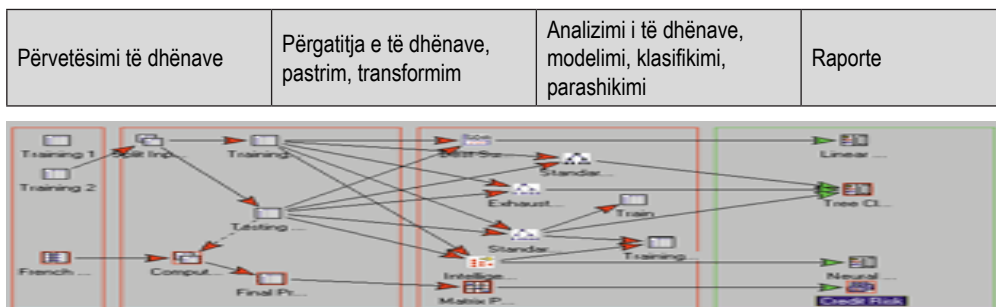 Përvetësimi të dhënave
Përgatitja e të dhënave,
pastrim, transformim
Analizimi i të dhënave,
modelimi, klasifikimi,
parashikimi
Raporte
Training 1
Training 2
French ...
Split Inp...
Training
Testing ...
Comput...
Final Pr...
Standar...
Exhaust...
Train
Standar...
Training...
Intellige...
Matrix P...
Linear ...
Tree Cl...
Neural ...
Credit Risk